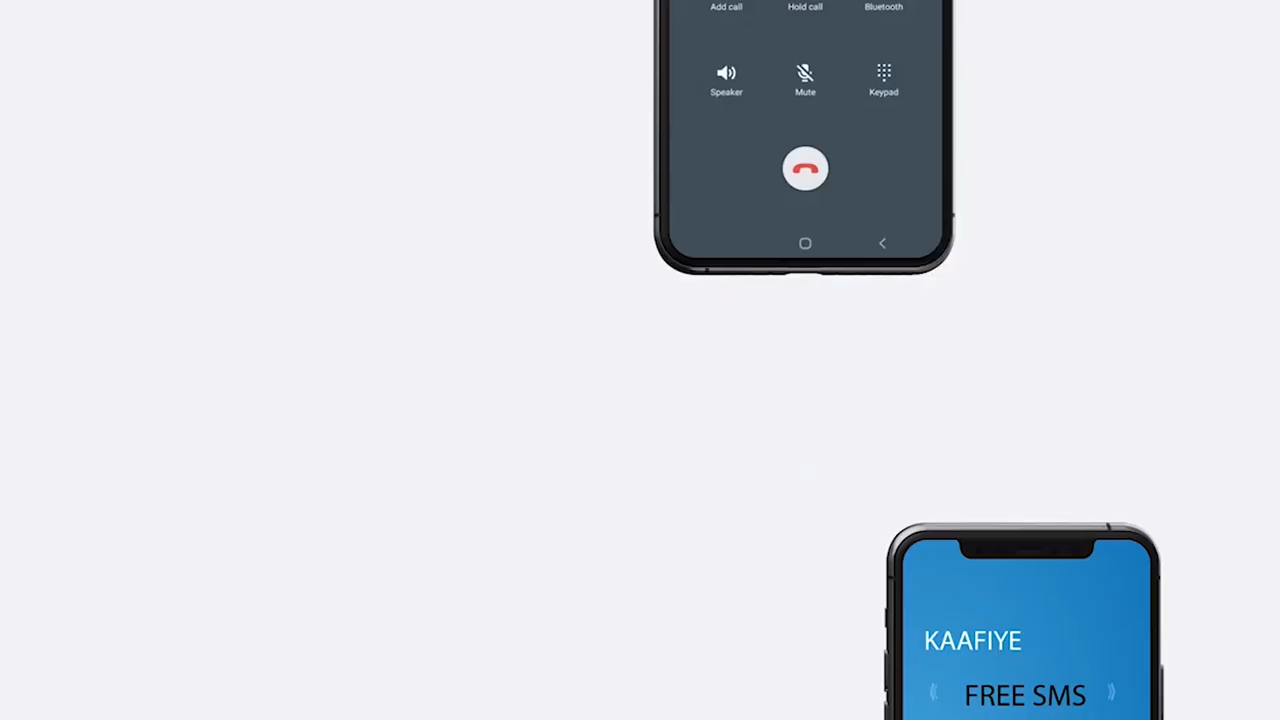 Add call Hold call Bluetooth
Speaker Mute Keypad
KAAFIYE
FREE SMS